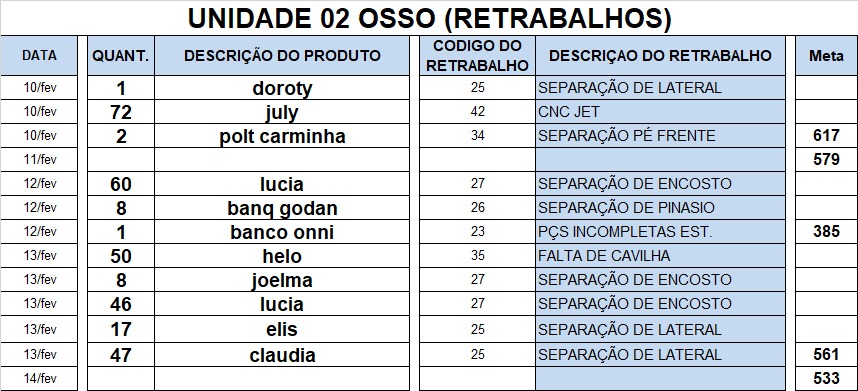 UNIDADE 02 OSSO (RETRABALHOS)
DATA QUANT. DESCRIÇÃO DO PRODUTO CODIGO DO RETRABALHO DESCRIÇAO DO RETRABALHO Meta
10/fev 1 doroty 25 SEPARAÇÃO DE LATERAL
10/fev 72 july 42 CNC JET
10/fev 2 polt carminha 34 SEPARAÇÃO PÉ FRENTE 617
11/fev 579
12/fev 60 lucia 27 SEPARAÇÃO DE ENCOSTO
12/fev 8 banq godan 26 SEPARAÇÃO DE PINASIO
12/fev 1 banco onni 23 PÇS INCOMPLETAS EST. 385
13/fev 50 helo 35 FALTA DE CAVILHA
13/fev 8 joelma 27 SEPARAÇÃO DE ENCOSTO
13/fev 46 lucia 27 SEPARAÇÃO DE ENCOSTO
13/fev 17 elis 25 SEPARAÇÃO DE LATERAL
13/fev 47 claudia 25 SEPARAÇÃO DE LATERAL 561
14/fev 533